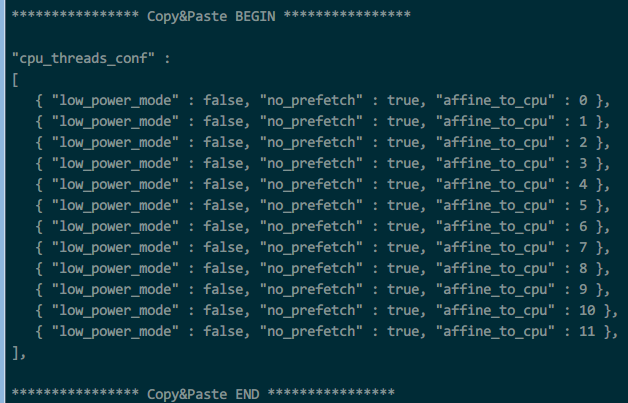 **************** Copy&Paste BEGIN ****************
"cpu_threads_conf" :
[
   { "low_power_mode" : false, "no_prefetch" : true, "affine_to_cpu" : 0 },
   { "low_power_mode" : false, "no_prefetch" : true, "affine_to_cpu" : 1 },
   { "low_power_mode" : false, "no_prefetch" : true, "affine_to_cpu" : 2 },
   { "low_power_mode" : false, "no_prefetch" : true, "affine_to_cpu" : 3 },
   { "low_power_mode" : false, "no_prefetch" : true, "affine_to_cpu" : 4 },
   { "low_power_mode" : false, "no_prefetch" : true, "affine_to_cpu" : 5 },
   { "low_power_mode" : false, "no_prefetch" : true, "affine_to_cpu" : 6 },
   { "low_power_mode" : false, "no_prefetch" : true, "affine_to_cpu" : 7 },
   { "low_power_mode" : false, "no_prefetch" : true, "affine_to_cpu" : 8 },
   { "low_power_mode" : false, "no_prefetch" : true, "affine_to_cpu" : 9 },
   { "low_power_mode" : false, "no_prefetch" : true, "affine_to_cpu" : 10 },
   { "low_power_mode" : false, "no_prefetch" : true, "affine_to_cpu" : 11 },
],
**************** Copy&Paste END ****************